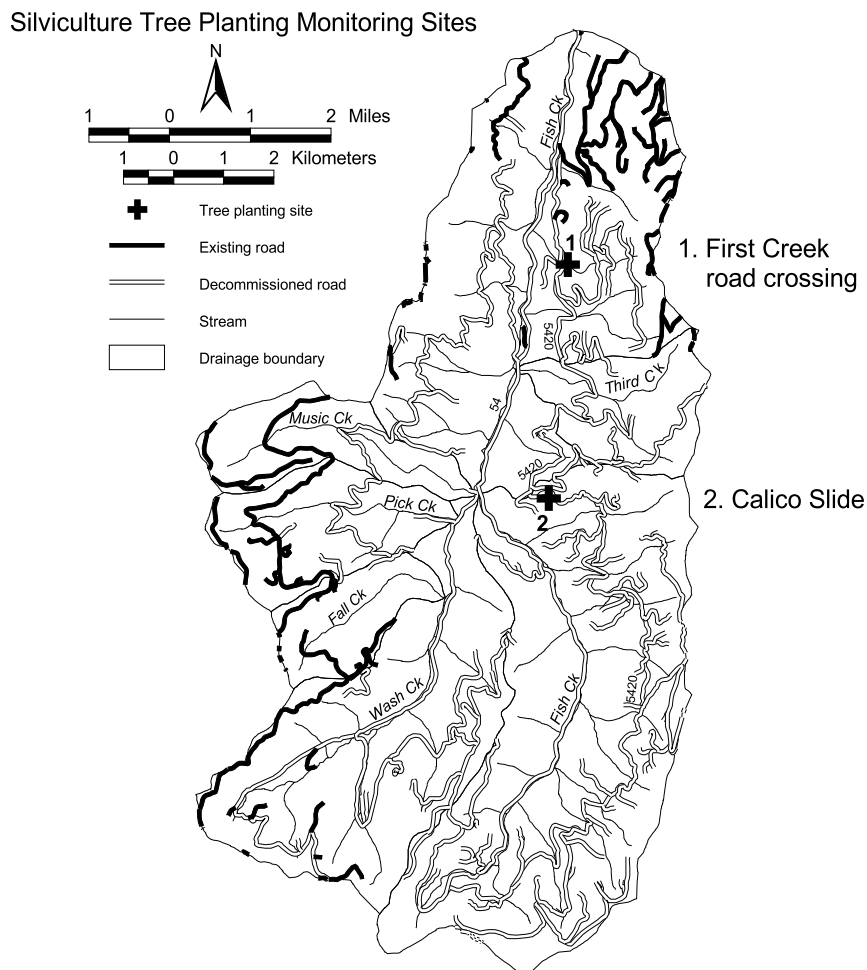 Silviculture Tree Planting Monitoring Sites
N
1 0 1 2 Miles
1 0 1 2 Kilometers
Tree planting site
Existing road
Decommissioned road
Stream
Drainage boundary
Fish Ck
1
1. First Creek
road crossing
5420
Third C'k
54
Music Ck
5420
Pick Ck
2
2. Calico Slide
Fall Ck
Wash Ck
Fish Ck
5420